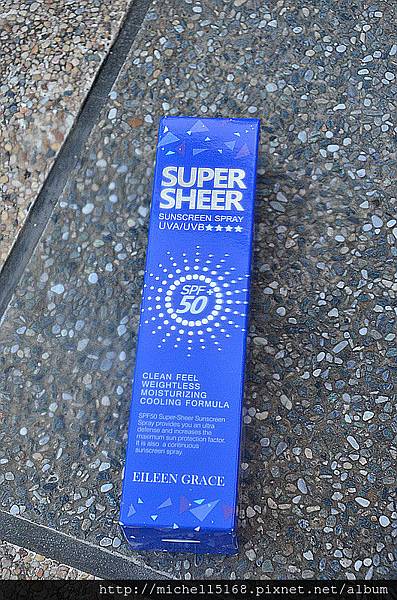 SUPER
SHEER
SUNSCREEN SPRAY
UVA/UVB★★★★
SPF+
50
CLEAN FEEL
WEIGHTLESS
MOISTURIZING
COOLING FORMULA
SPF50 Super-Sheer Sunscreen
Spray provides you an ultra
defense and increases the
maximum sun protection factor.
It is also a continuous
sunscreen spray.
EILEEN GRACE
http://michell5168.pixnet.net/album